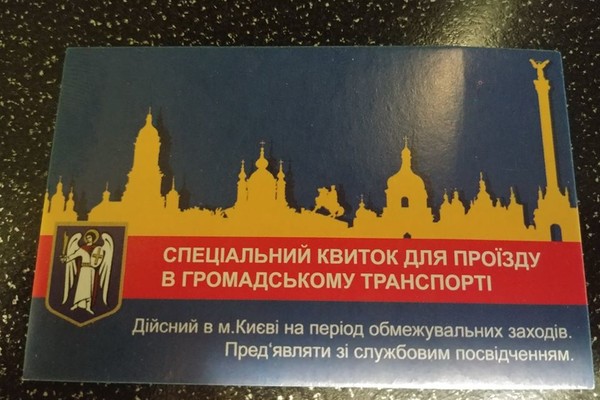 СПЕЦІАЛЬНИЙ КВИТОК ДЛЯ ПРОЇЗДУ
В ГРОМАДСЬКОМУ ТРАНСПОРТІ
Дійсний в м.Києві на період обмежувальних заходів.
Пред‘являти зі службовим посвідченням.